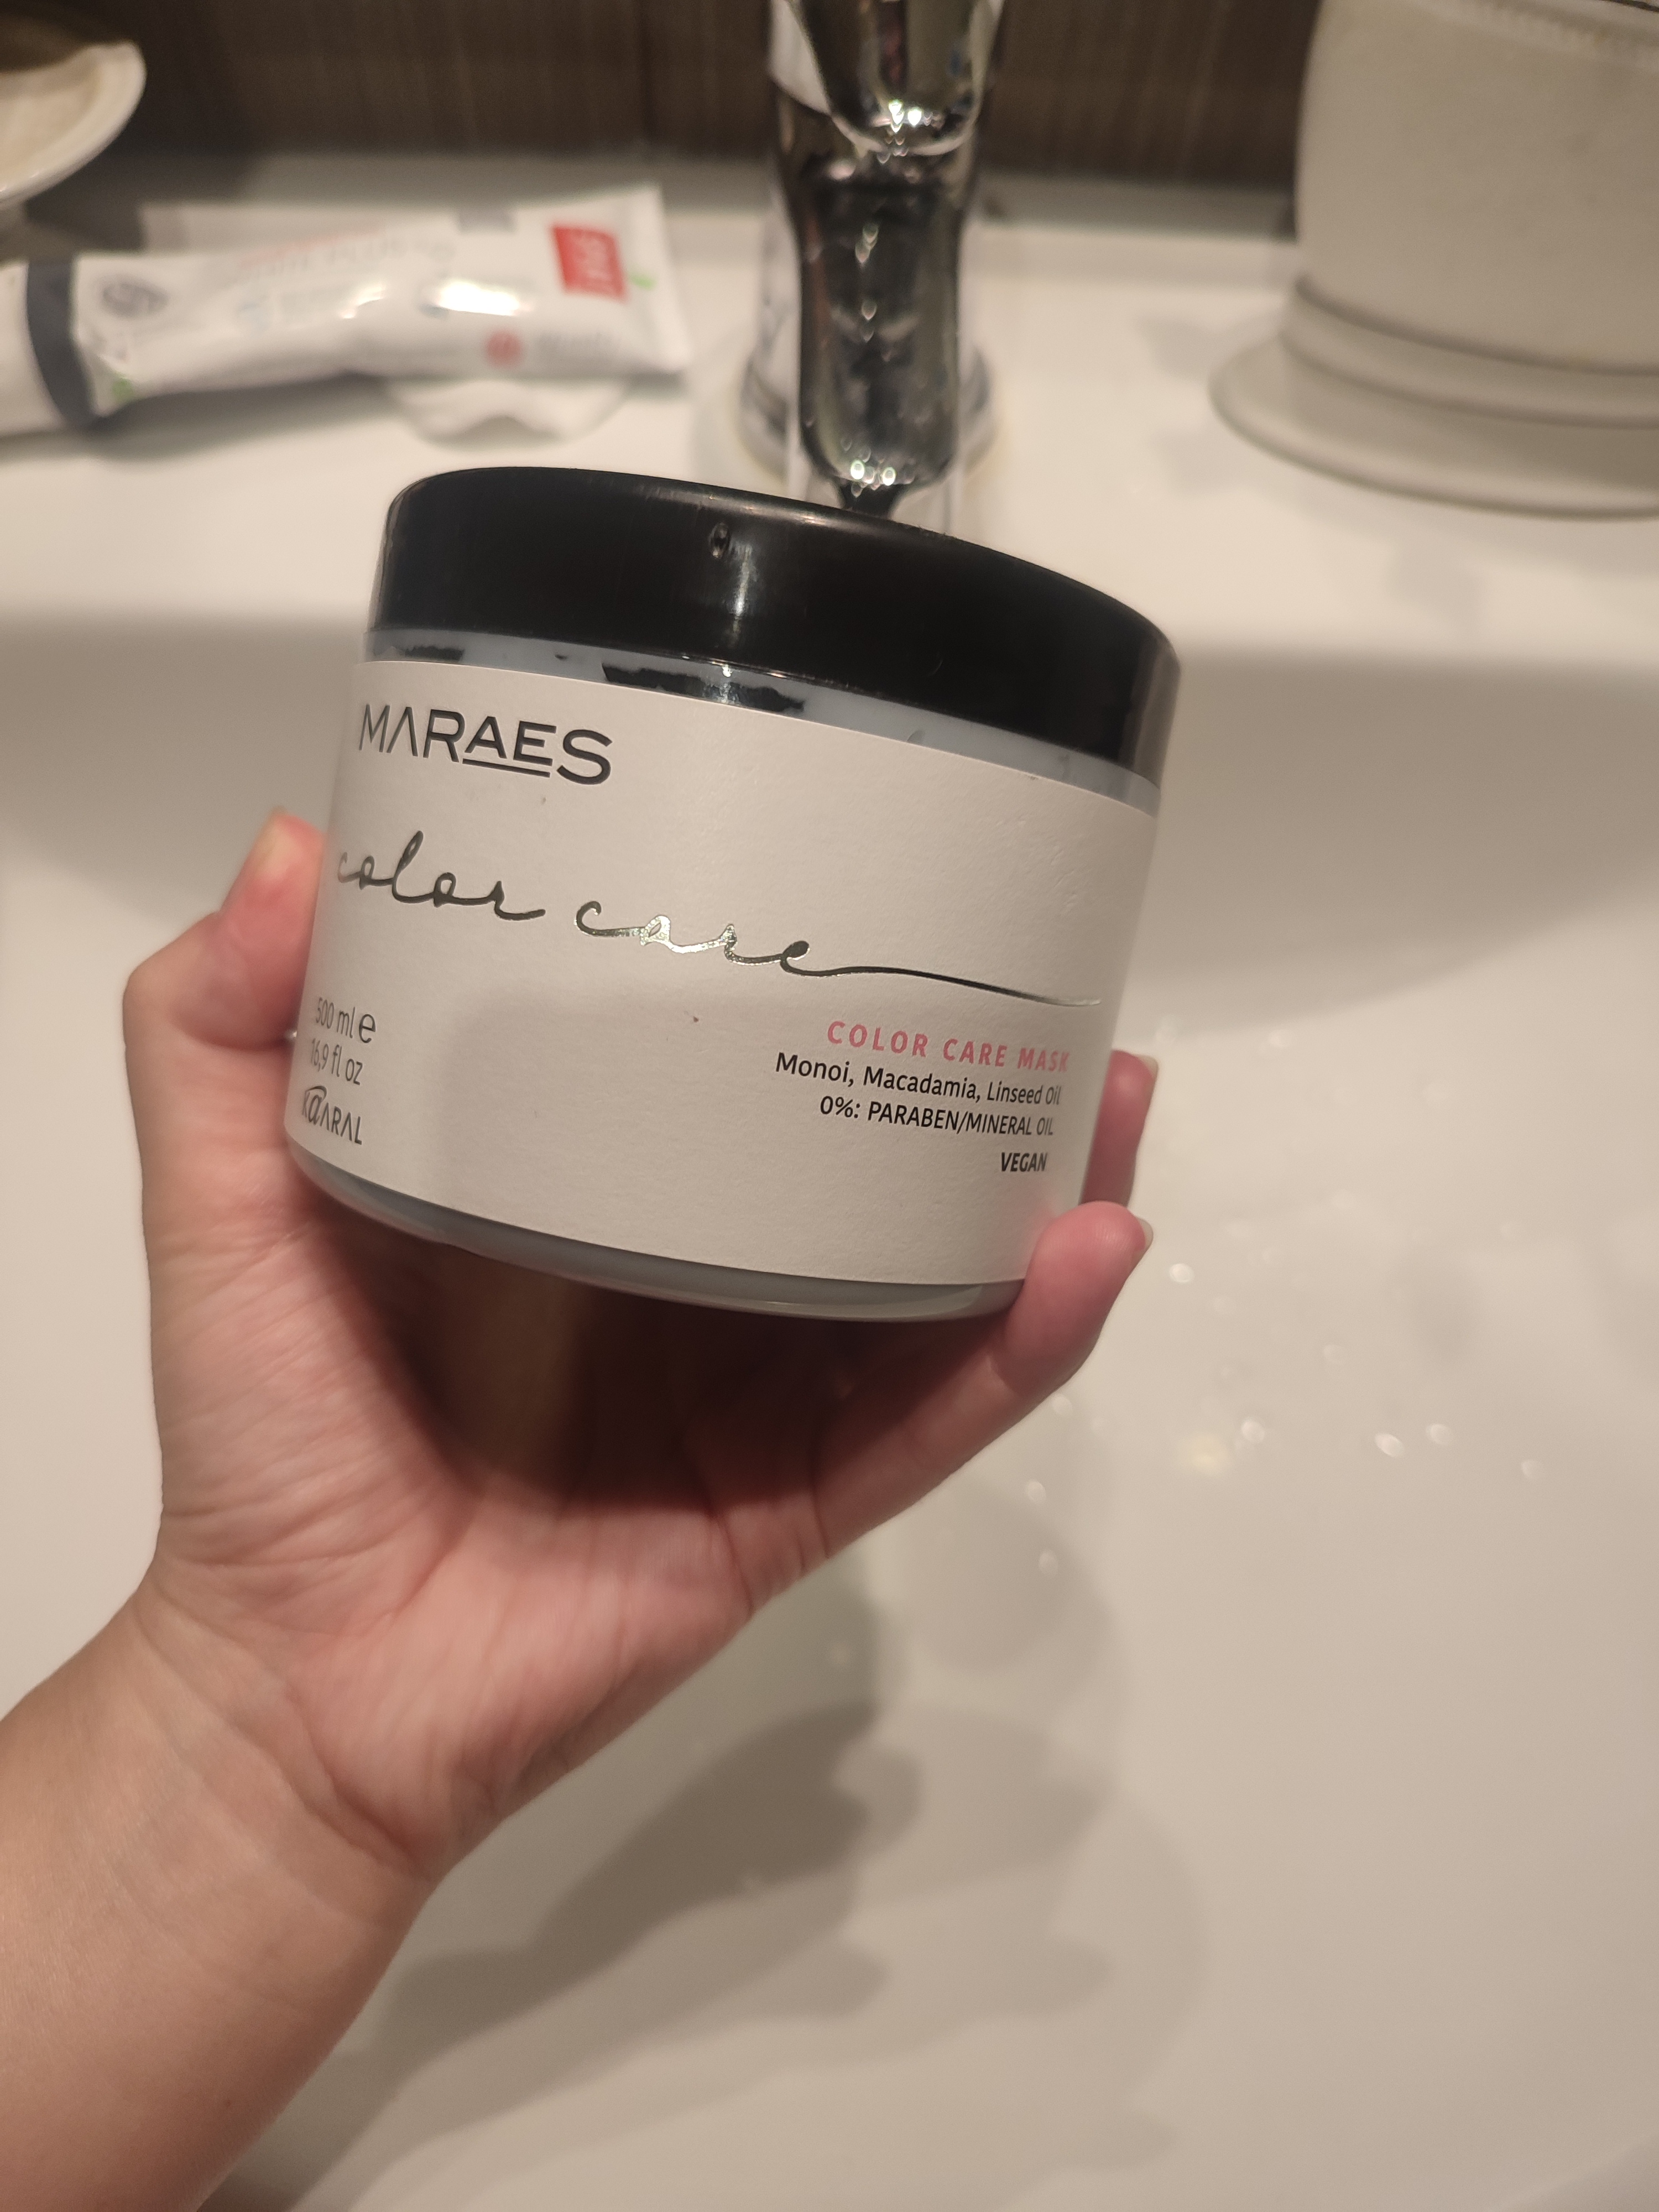 MARAES
color care
500 ml e
16,9 fl oz
KAARAL
COLOR CARE MASK
Monoi, Macadamia, Linseed Oil
0%: PARABEN/MINERAL OIL
VEGAN